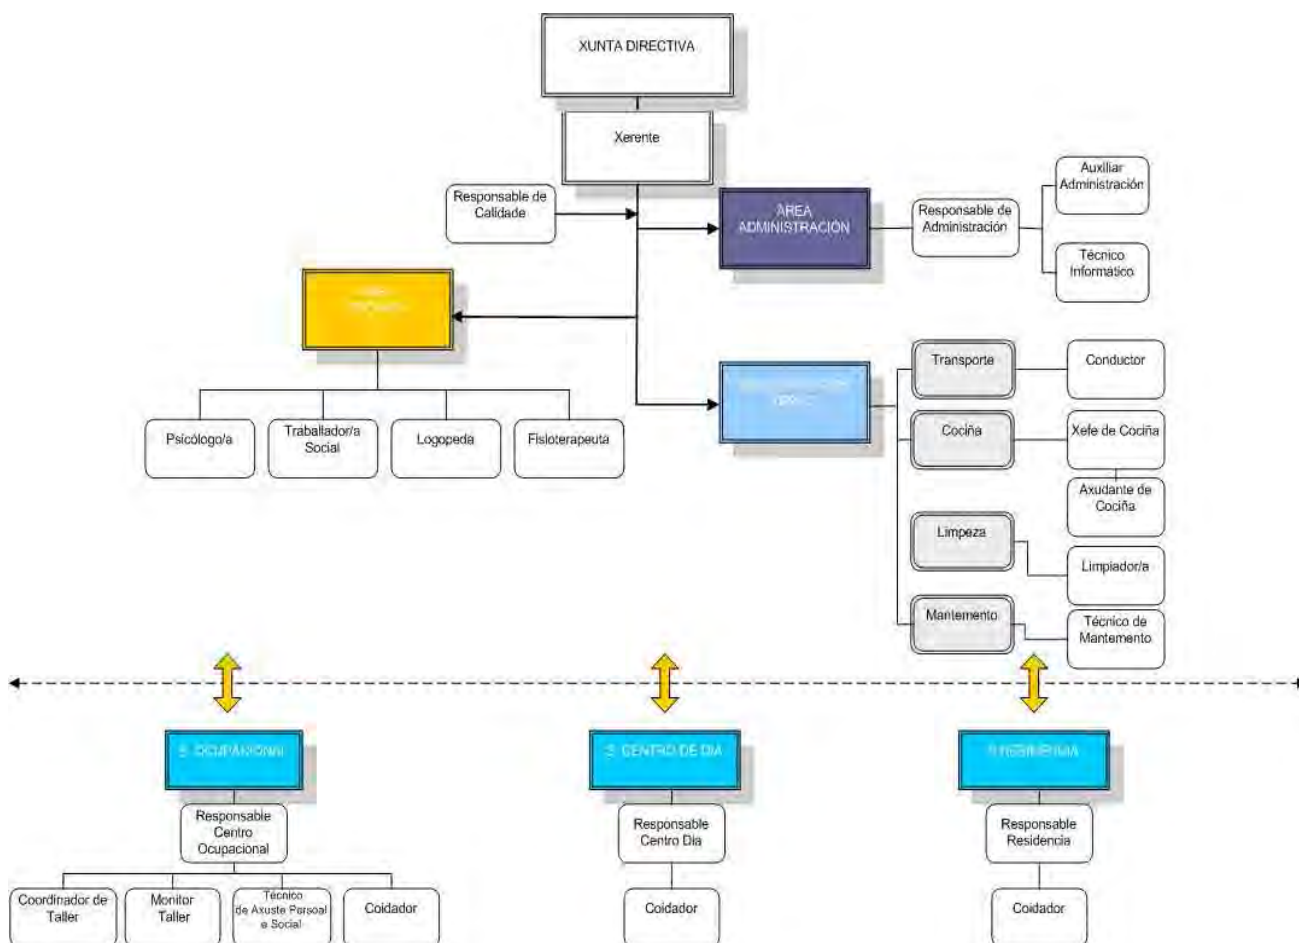 XUNTA DIRECTIVA
Xerente
Responsable de
Calidade
ÁREA
ADMINISTRACIÓN
Responsable de
Administración
Auxiliar
Administración
Técnico
Informático
Psicólogo/a
Traballador/a
Social
Logopeda
Fisioterapeuta
Transporte
Conductor
Cociña
Xefe de Cociña
Axudante de
Cociña
Limpeza
Limpiador/a
Mantemento
Técnico de
Mantemento
S. OCUPACIONAL
S. CENTRO DE DIA
S. RESIDENCIA
Responsable
Centro
Ocupacional
Responsable
Centro Dia
Responsable
Residencia
Coordinador de
Taller
Monitor
Taller
Técnico
de Axuste Persoal
e Social
Coidador
Coidador
Coidador